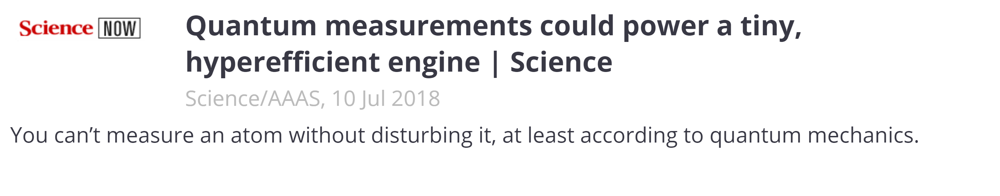 Science NOW
Quantum measurements could power a tiny,
hyperefficient engine | Science
Science/AAAS, 10 Jul 2018
You can’t measure an atom without disturbing it, at least according to quantum mechanics.